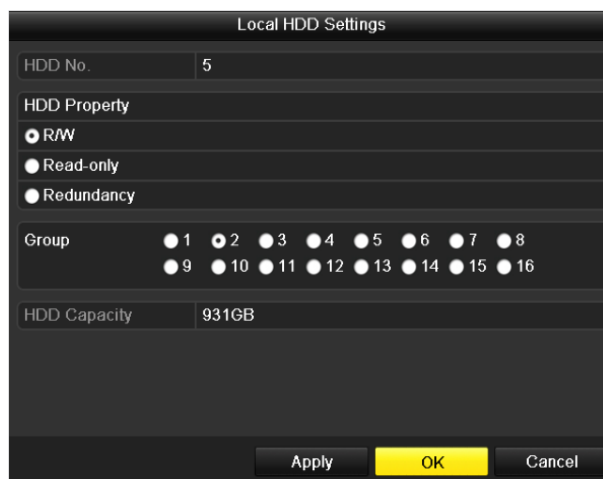 Local HDD Settings
HDD No. 5
HDD Property
R/W
Read-only
Redundancy
Group 1 2 3 4 5 6 7 8
9 10 11 12 13 14 15 16
HDD Capacity 931GB
Apply OK Cancel